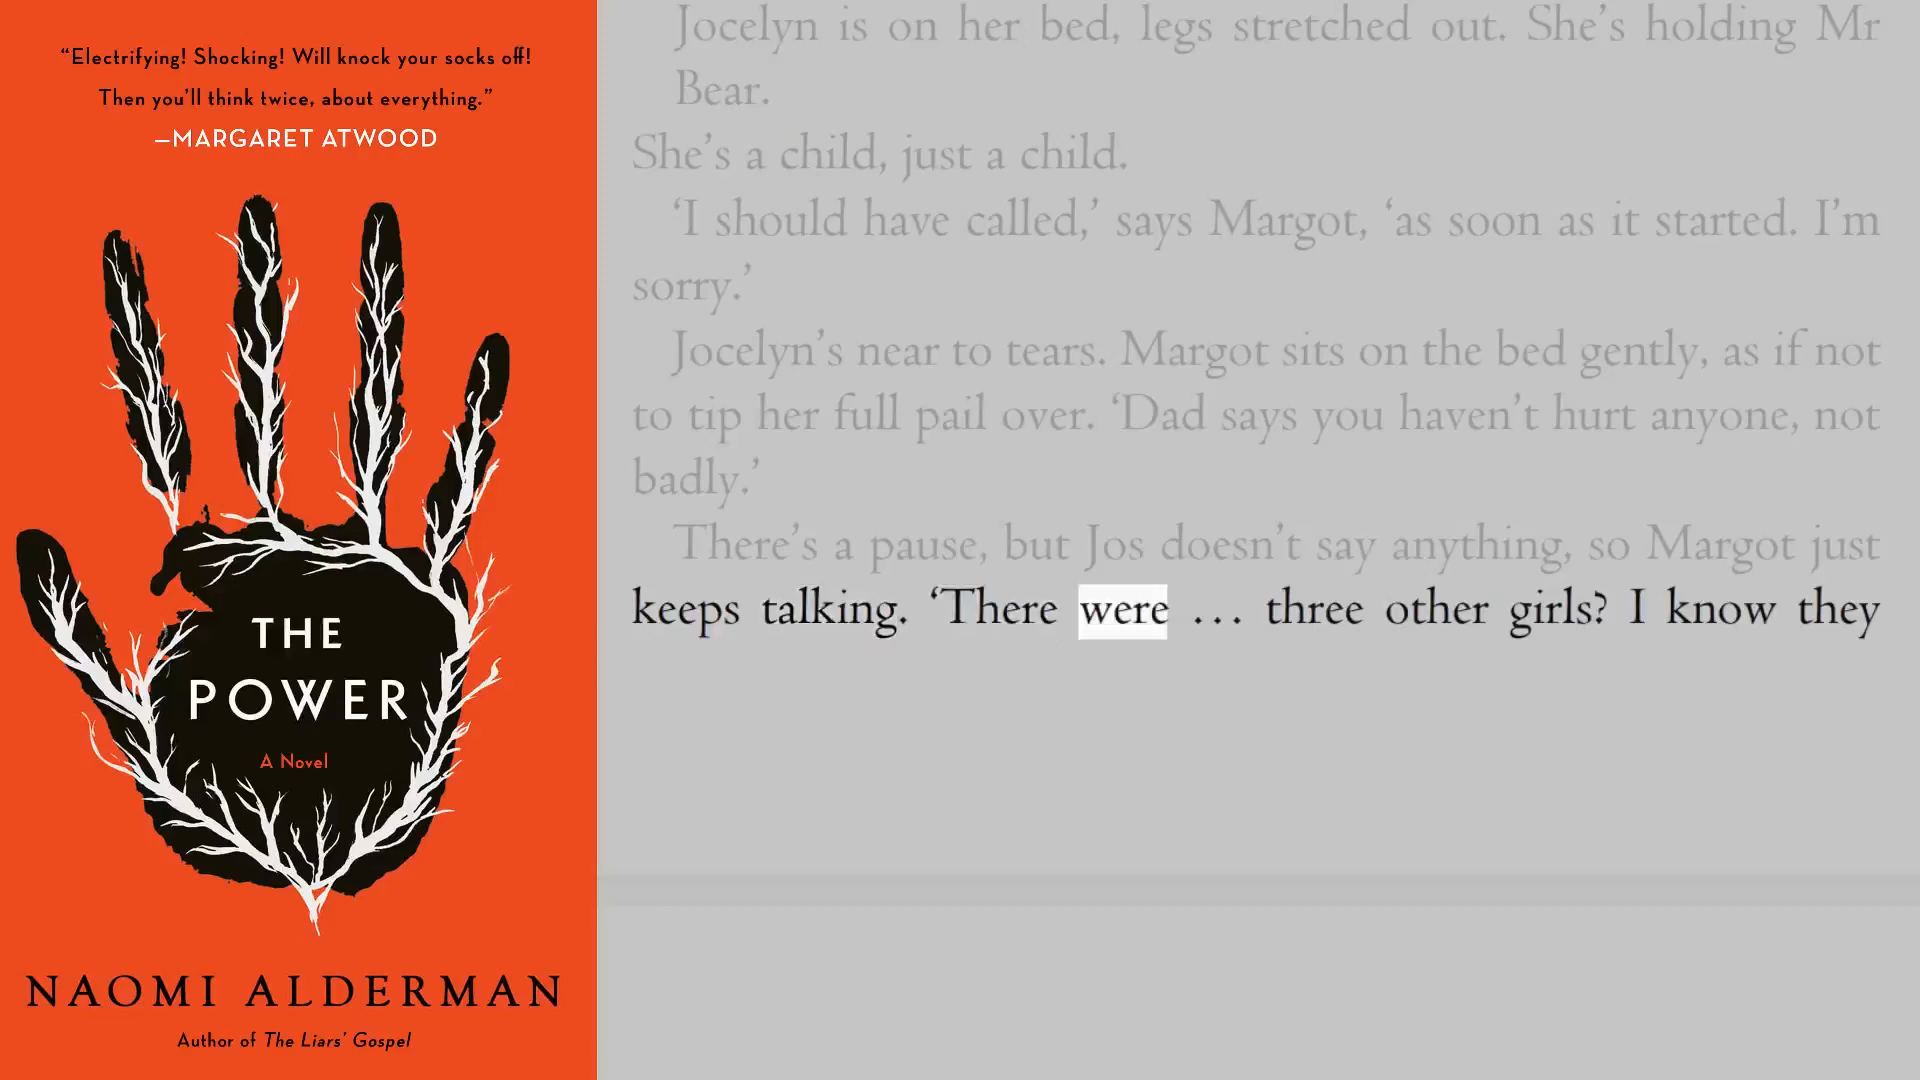 “Electrifying! Shocking! Will knock your socks off!
Then you’ll think twice, about everything.”
—MARGARET ATWOOD
THE
POWER
A Novel
NAOMI ALDERMAN
Author of The Liars’ Gospel
Jocelyn is on her bed, legs stretched out. She’s holding Mr
Bear.
She’s a child, just a child.
‘I should have called,’ says Margot, ‘as soon as it started. I’m
sorry.’
Jocelyn’s near to tears. Margot sits on the bed gently, as if not
to tip her full pail over. ‘Dad says you haven’t hurt anyone, not
badly.’
There’s a pause, but Jos doesn’t say anything, so Margot just
keeps talking. ‘There were … three other girls? I know they